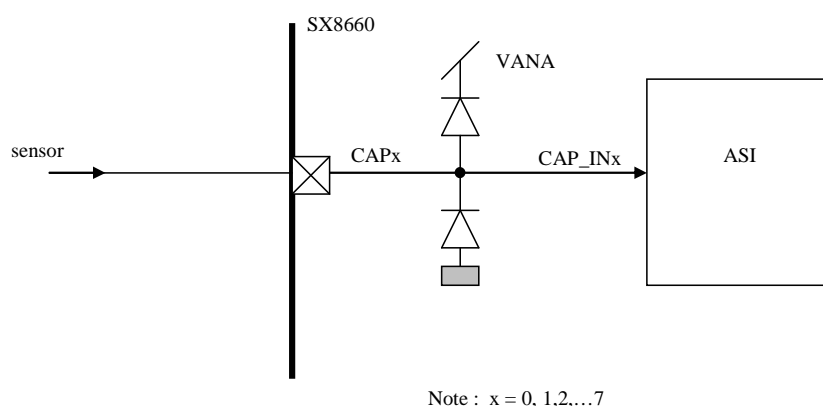 SX8660
VANA
sensor
CAPx
CAP_INx
ASI
Note : x = 0, 1,2,…7